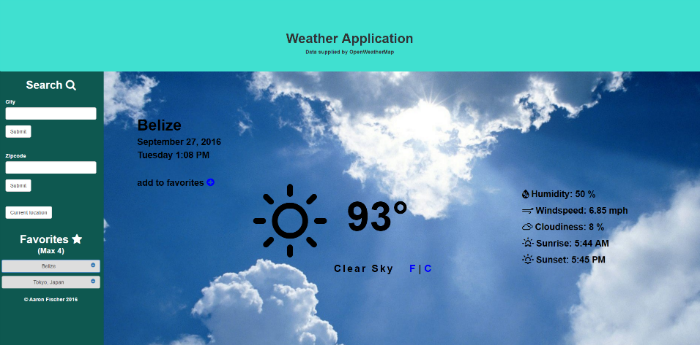 Weather Application
Data supplied by OpenWeatherMap
Search
City
Submit
Zipcode
Submit
Current location
Favorites
(Max 4)
Belize
Tokyo, Japan
© Aaron Fischer 2016
Belize
September 27, 2016
Tuesday 1:08 PM
add to favorites
93°
Clear Sky F | C
Humidity: 50 %
Windspeed: 6.85 mph
Cloudiness: 8 %
Sunrise: 5:44 AM
Sunset: 5:45 PM